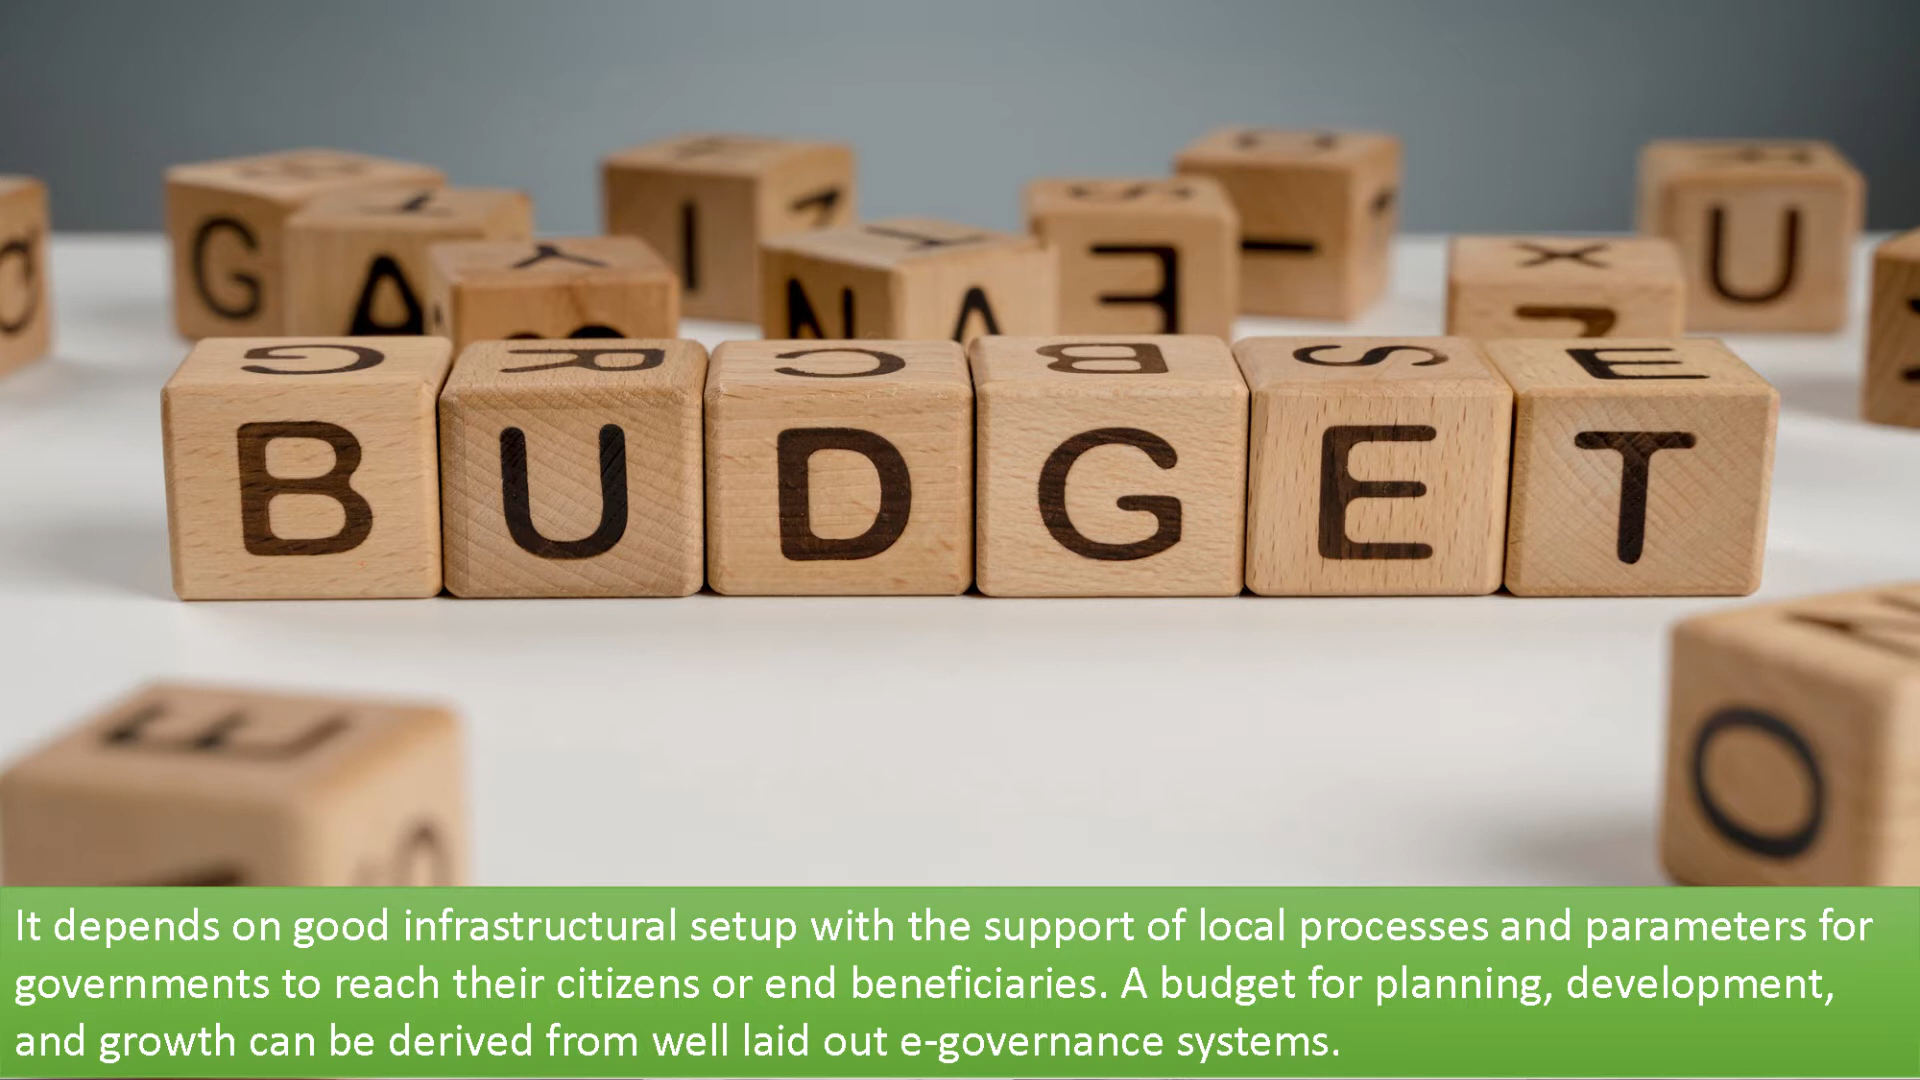 G
A
I
N
A
E
X
U
G
R
C
B
S
E
BUDGET
E
O
It depends on good infrastructural setup with the support of local processes and parameters for
governments to reach their citizens or end beneficiaries. A budget for planning, development,
and growth can be derived from well laid out e-governance systems.